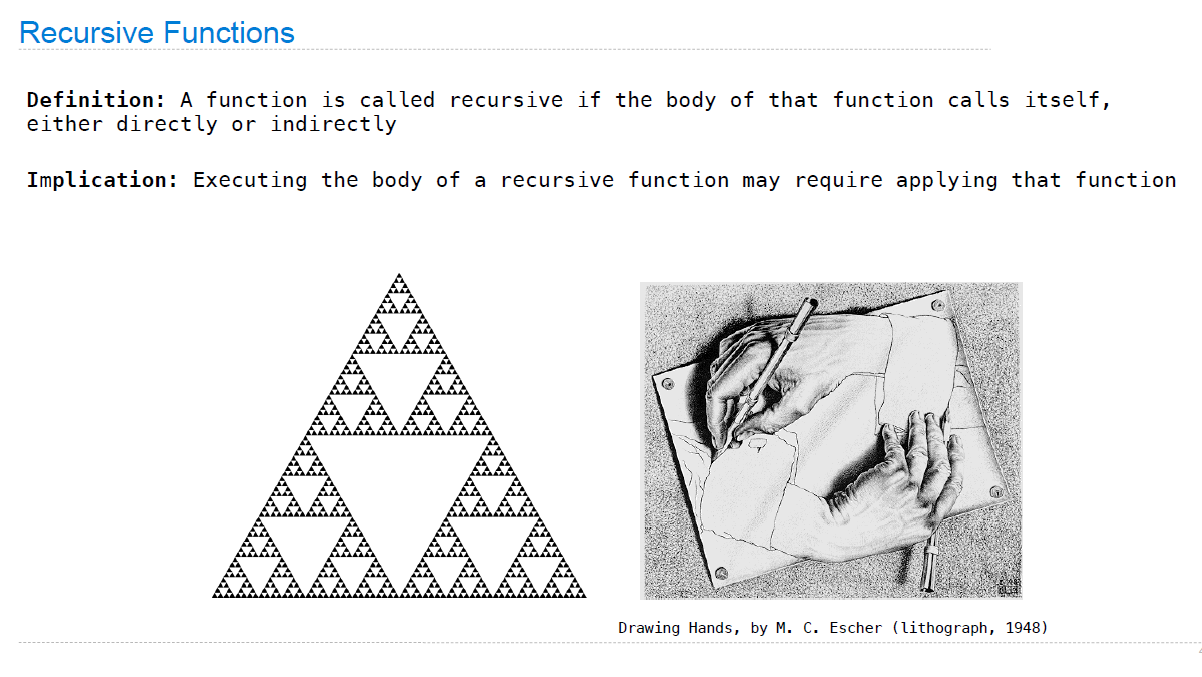 Recursive Functions
Definition: A function is called recursive if the body of that function calls itself,
either directly or indirectly
Implication: Executing the body of a recursive function may require applying that function
Drawing Hands, by M. C. Escher (lithograph, 1948)